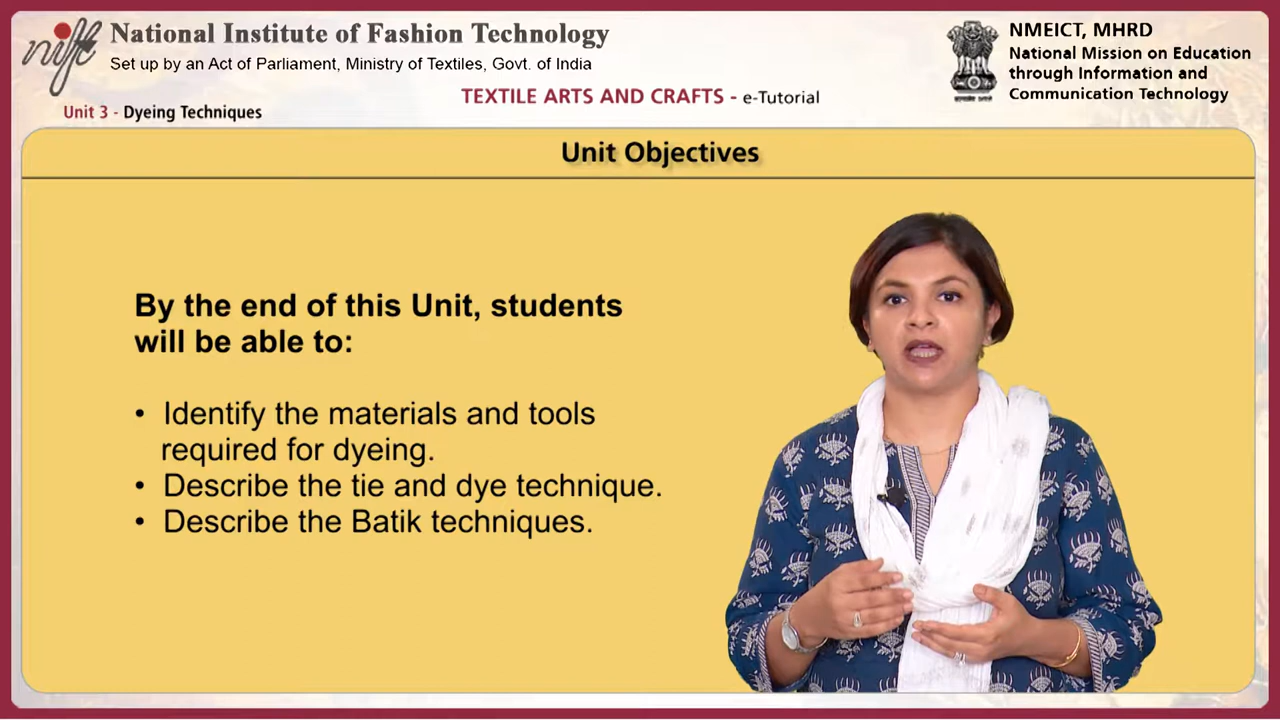 nift
National Institute of Fashion Technology
Set up by an Act of Parliament, Ministry of Textiles, Govt. of India
NMEICT, MHRD
National Mission on Education
through Information and
Communication Technology
TEXTILE ARTS AND CRAFTS - e-Tutorial
Unit 3 - Dyeing Techniques
Unit Objectives
By the end of this Unit, students
will be able to:
• Identify the materials and tools
required for dyeing.
• Describe the tie and dye technique.
• Describe the Batik techniques.